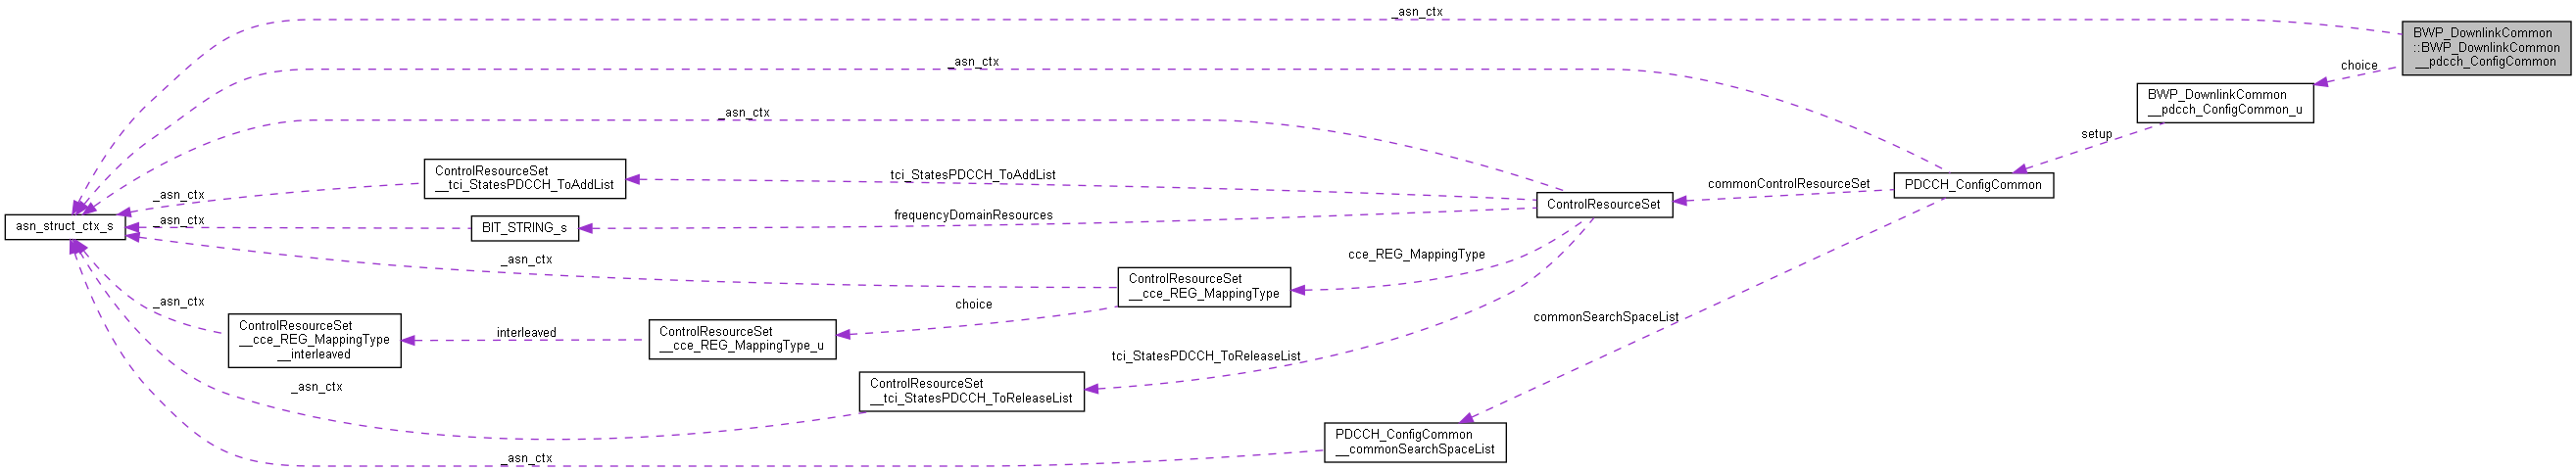 _asn_ctx
BWP_DownlinkCommon
::BWP_DownlinkCommon
__pdcch_ConfigCommon
_asn_ctx
choice
BWP_DownlinkCommon
__pdcch_ConfigCommon_u
_asn_ctx
setup
ControlResourceSet
__tci_StatesPDCCH_ToAddList
tci_StatesPDCCH_ToAddList
commonControlResourceSet
PDCCH_ConfigCommon
_asn_ctx
ControlResourceSet
frequencyDomainResources
_asn_ctx
asn_struct_ctx_s
BIT_STRING_s
_asn_ctx
cce_REG_MappingType
ControlResourceSet
__cce_REG_MappingType
_asn_ctx
choice
ControlResourceSet
__cce_REG_MappingType
__interleaved
interleaved
ControlResourceSet
__cce_REG_MappingType_u
commonSearchSpaceList
tci_StatesPDCCH_ToReleaseList
_asn_ctx
ControlResourceSet
__tci_StatesPDCCH_ToReleaseList
PDCCH_ConfigCommon
__commonSearchSpaceList
_asn_ctx